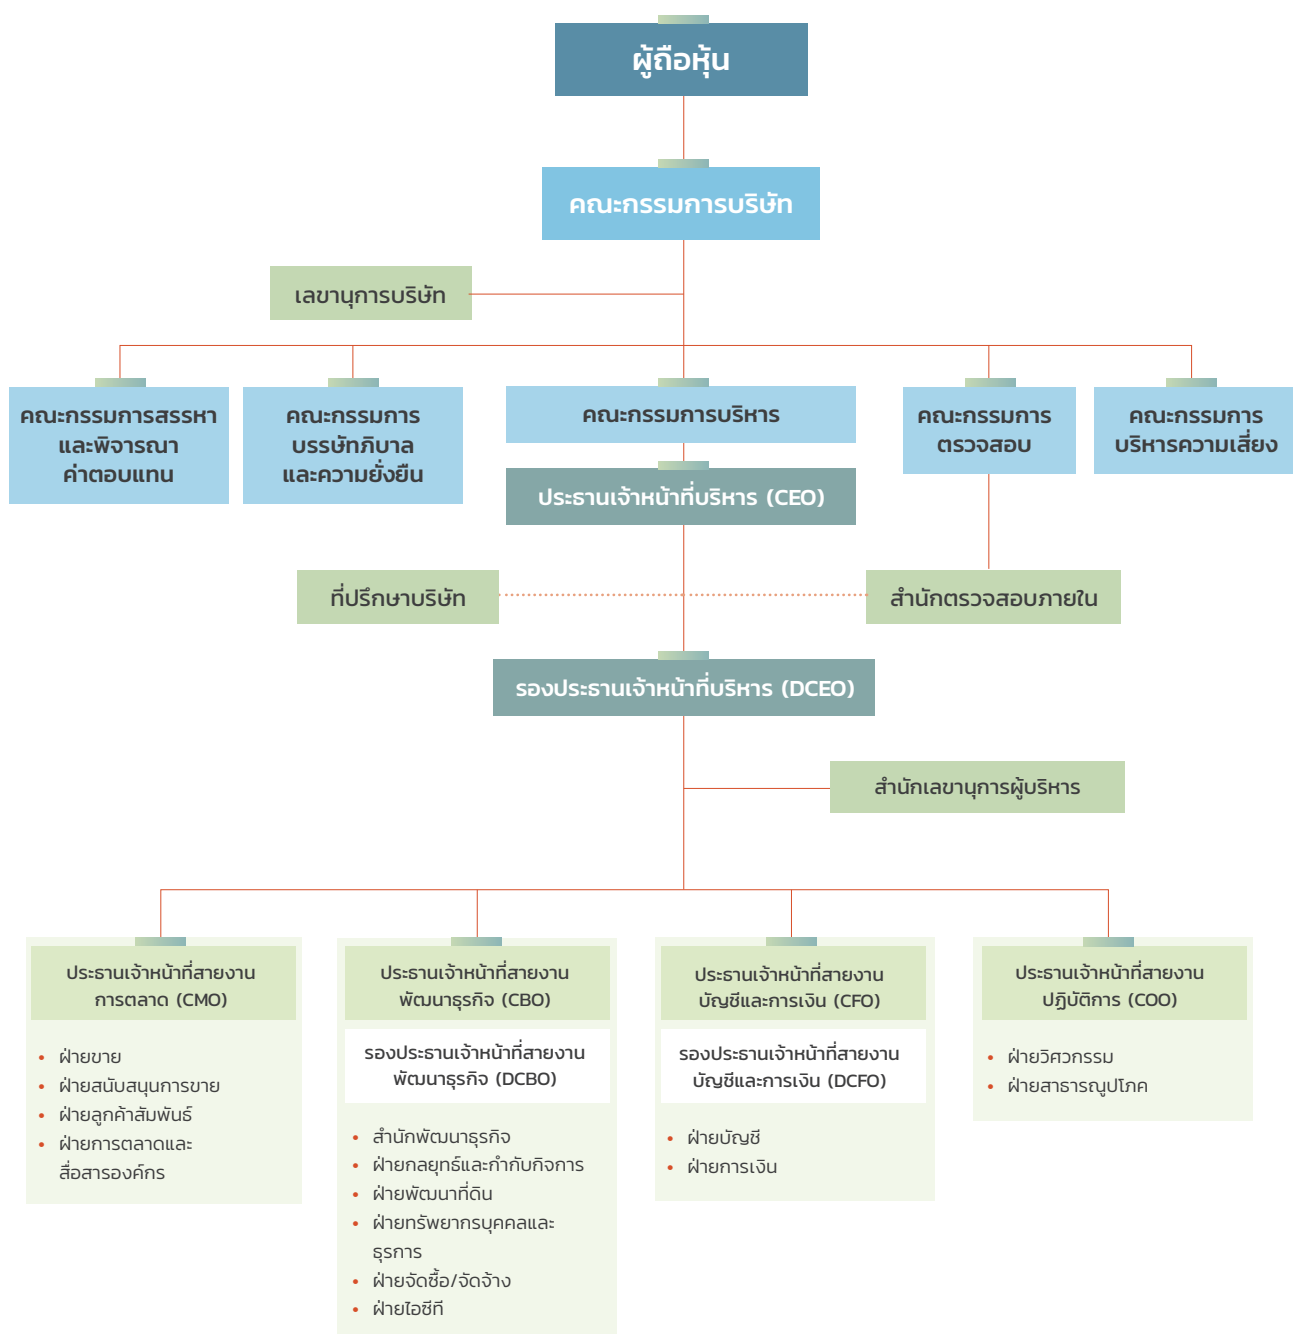 ผู้ถือหุ้น
คณะกรรมการบริษัท
เลขานุการบริษัท
คณะกรรมการสรรหา
และพิจารณา
ค่าตอบแทน
คณะกรรมการ
บรรษัทภิบาล
และความยั่งยืน
คณะกรรมการบริหาร
คณะกรรมการ
ตรวจสอบ
คณะกรรมการ
บริหารความเสี่ยง
ประธานเจ้าหน้าที่บริหาร (CEO)
ที่ปรึกษาบริษัท
สำนักตรวจสอบภายใน
รองประธานเจ้าหน้าที่บริหาร (DCEO)
สำนักเลขานุการผู้บริหาร
ประธานเจ้าหน้าที่สายงาน
การตลาด (CMO)
• ฝ่ายขาย
• ฝ่ายสนับสนุนการขาย
• ฝ่ายลูกค้าสัมพันธ์
• ฝ่ายการตลาดและ
สื่อสารองค์กร
ประธานเจ้าหน้าที่สายงาน
พัฒนาธุรกิจ (CBO)
รองประธานเจ้าหน้าที่สายงาน
พัฒนาธุรกิจ (DCBO)
• สำนักพัฒนาธุรกิจ
• ฝ่ายกลยุทธ์และกำกับกิจการ
• ฝ่ายพัฒนาที่ดิน
• ฝ่ายทรัพยากรบุคคลและ
ธุรการ
• ฝ่ายจัดซื้อ/จัดจ้าง
• ฝ่ายไอซีที
ประธานเจ้าหน้าที่สายงาน
บัญชีและการเงิน (CFO)
รองประธานเจ้าหน้าที่สายงาน
บัญชีและการเงิน (DCFO)
• ฝ่ายบัญชี
• ฝ่ายการเงิน
ประธานเจ้าหน้าที่สายงาน
ปฏิบัติการ (COO)
• ฝ่ายวิศวกรรม
• ฝ่ายสาธารณูปโภค